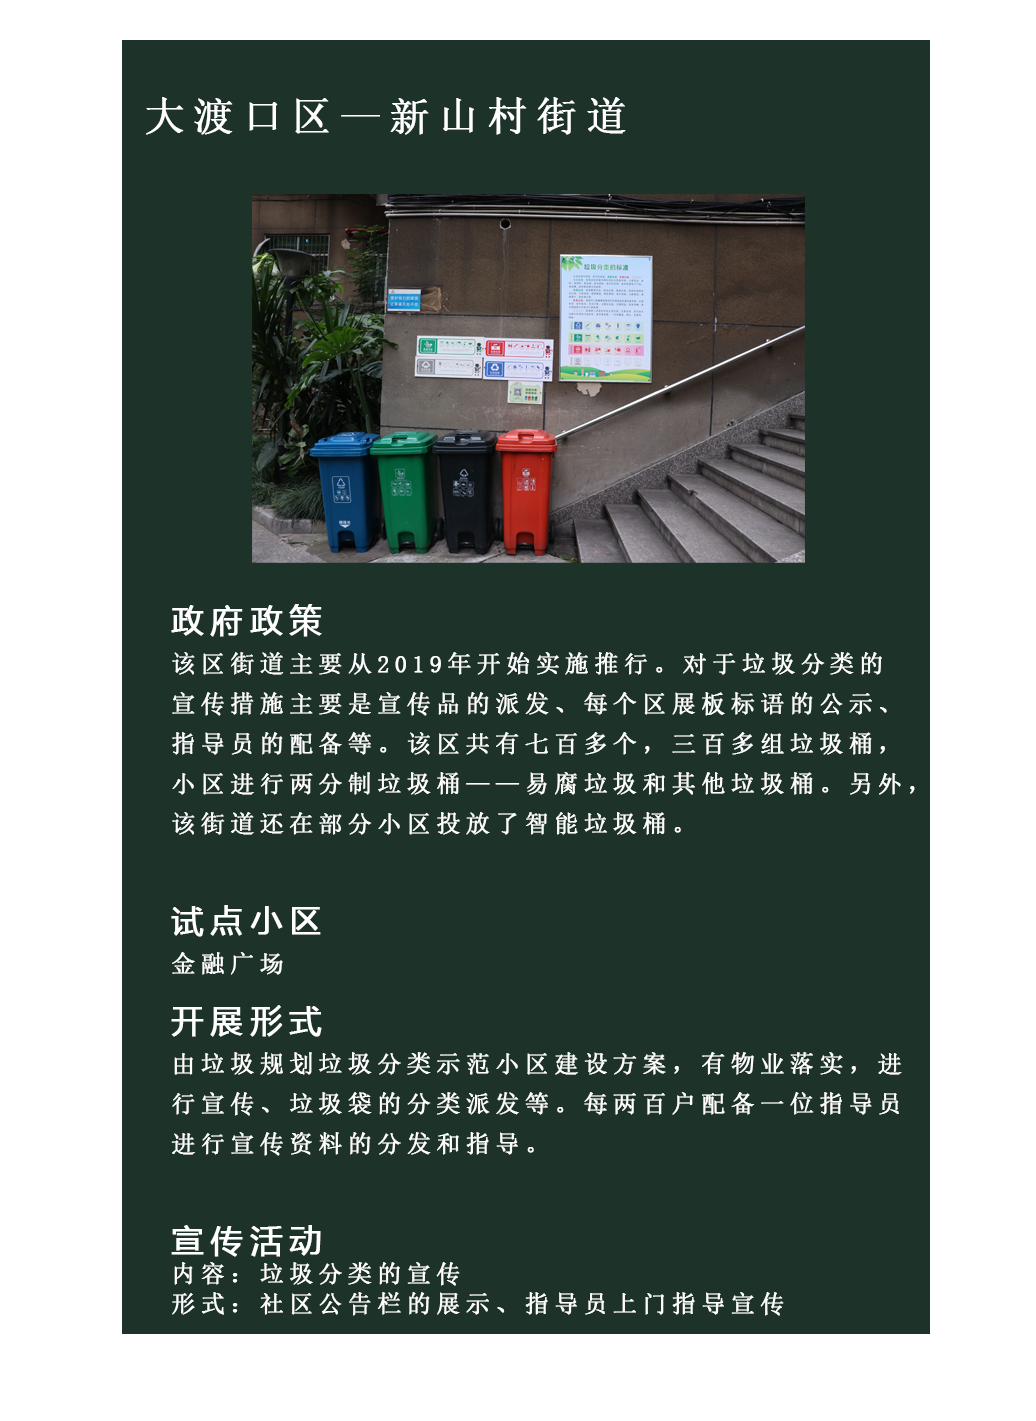 大渡口区—新山村街道
垃圾分类的标准
政府政策
该区街道主要从2019年开始实施推行。对于垃圾分类的
宣传措施主要是宣传品的派发、每个区展板标语的公示、
指导员的配备等。该区共有七百多个，三百多组垃圾桶，
小区进行两分制垃圾桶——易腐垃圾和其他垃圾桶。另外，
该街道还在部分小区投放了智能垃圾桶。
试点小区
金融广场
开展形式
由垃圾规划垃圾分类示范小区建设方案，有物业落实，进
行宣传、垃圾袋的分类派发等。每两百户配备一位指导员
进行宣传资料的分发和指导。
宣传活动
内容：垃圾分类的宣传
形式：社区公告栏的展示、指导员上门指导宣传